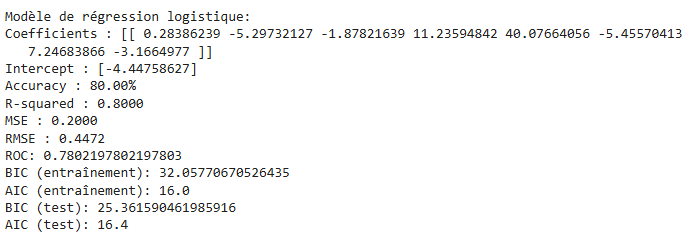 Modèle de régression logistique:
Coefficients : [[ 0.28386239 -5.29732127 -1.87821639 11.23594842 40.07664056 -5.45570413
7.24683866 -3.1664977 ]]
Intercept : [-4.44758627]
Accuracy : 80.00%
R-squared : 0.8000
MSE : 0.2000
RMSE : 0.4472
ROC: 0.7802197802197803
BIC (entraînement): 32.05770670526435
AIC (entraînement): 16.0
BIC (test): 25.361590461985916
AIC (test): 16.4